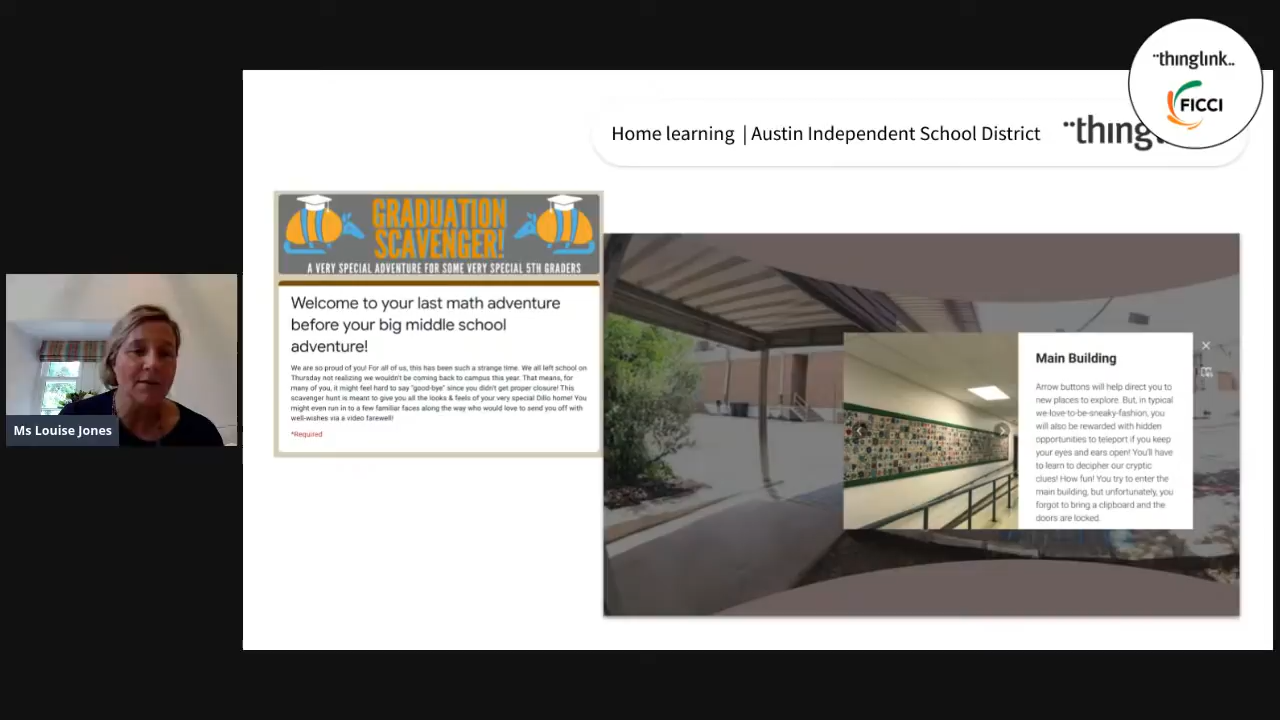 ¨thinglink..
FICCI
Home learning | Austin Independent School District
¨thing
GRADUATION
SCAVENGER!
A VERY SPECIAL ADVENTURE FOR SOME VERY SPECIAL 5TH GRADERS
Welcome to your last math adventure
before your big middle school
adventure!
We are so proud of you! For all of us, this has been such a strange time. We all left school on
Thursday not realizing we wouldn't be coming back to campus this year. That means, for
many of you, it might feel hard to say "good-bye" since you didn't get proper closure! This
scavenger hunt is meant to give you all the looks & feels of your very special Dillo home! You
might even run in to a few familiar faces along the way who would love to send you off with
well-wishes via a video farewell!
*Required
Main Building
Arrow buttons will help direct you to
new places to explore. But, in typical
we-love-to-be-sneaky-fashion, you
will also be rewarded with hidden
opportunities to teleport if you keep
your eyes and ears open! You'll have
to learn to decipher our cryptic
clues! How fun! You try to enter the
main building, but unfortunately, you
forgot to bring a clipboard and the
doors are locked.
Ms Louise Jones